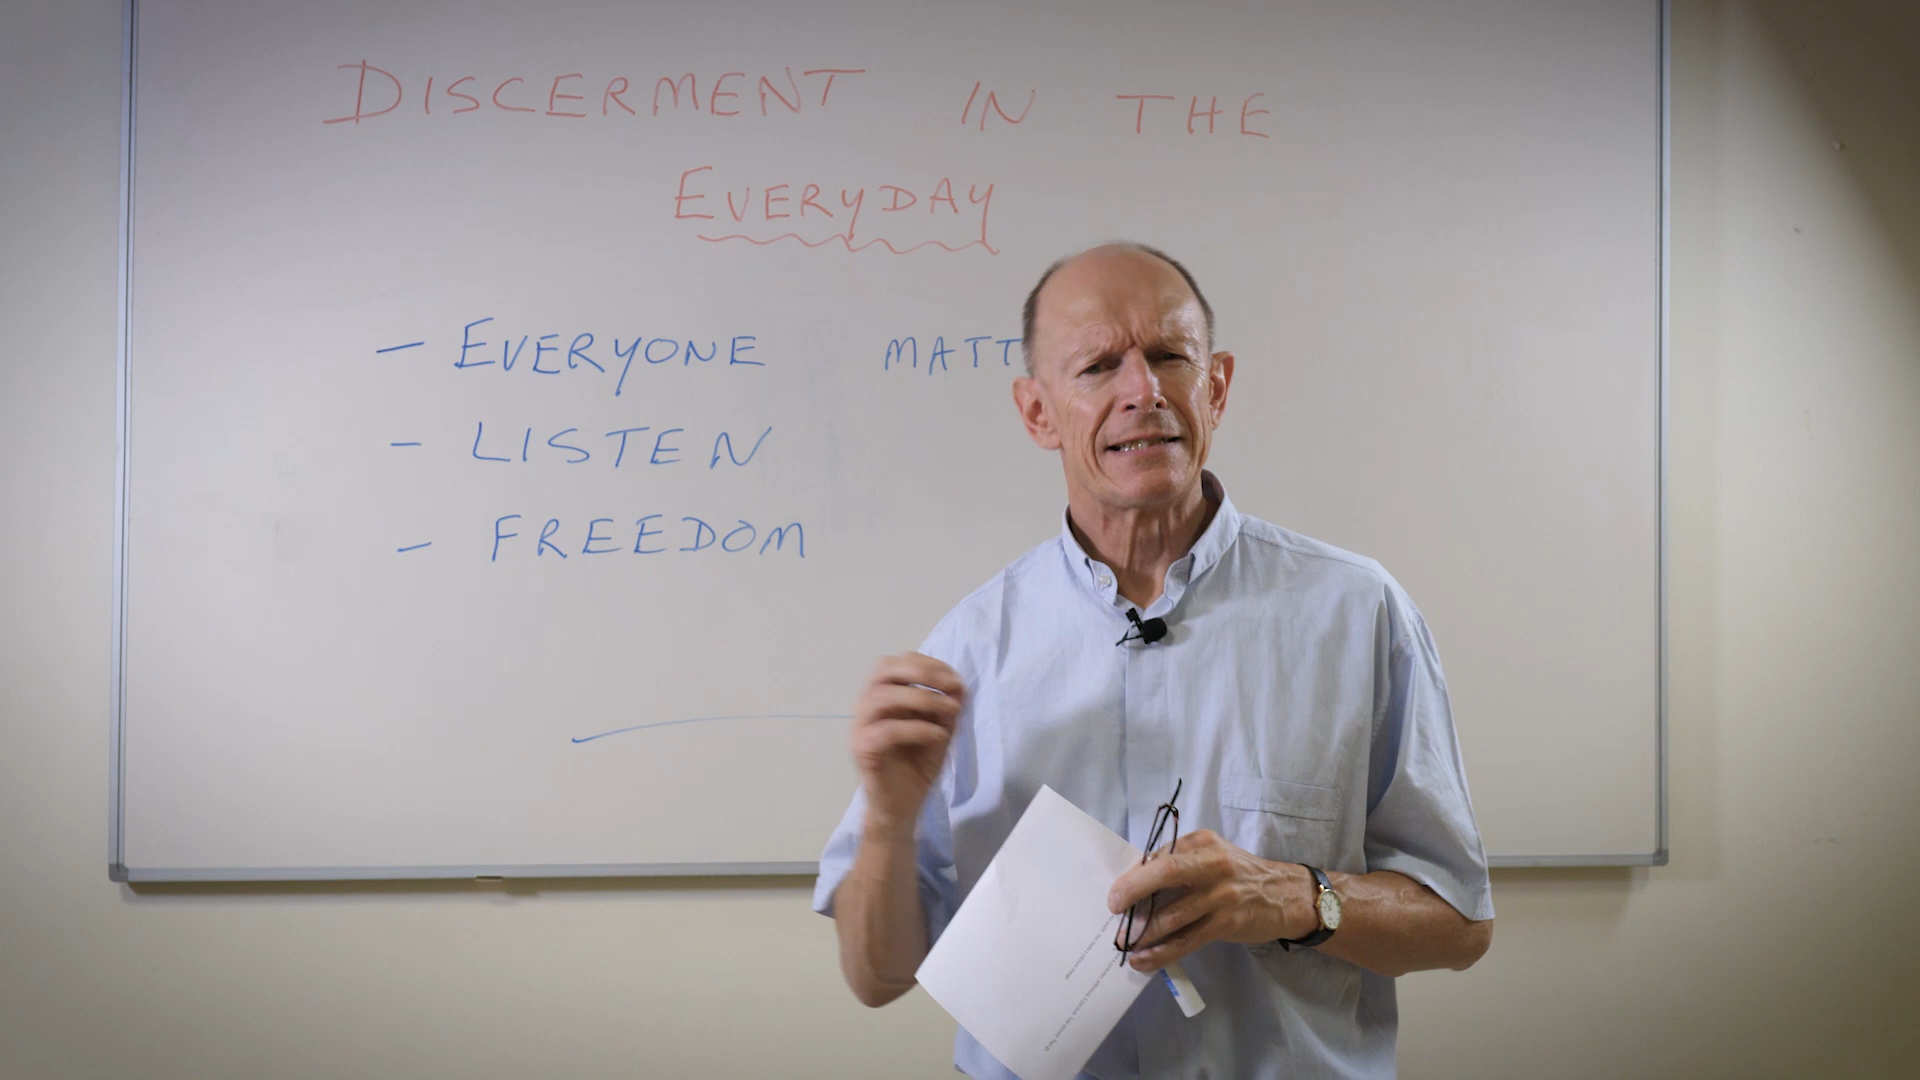 DISCERMENT IN THE
EVERYDAY
- EVERYONE MATT
- LISTEN
- FREEDOM